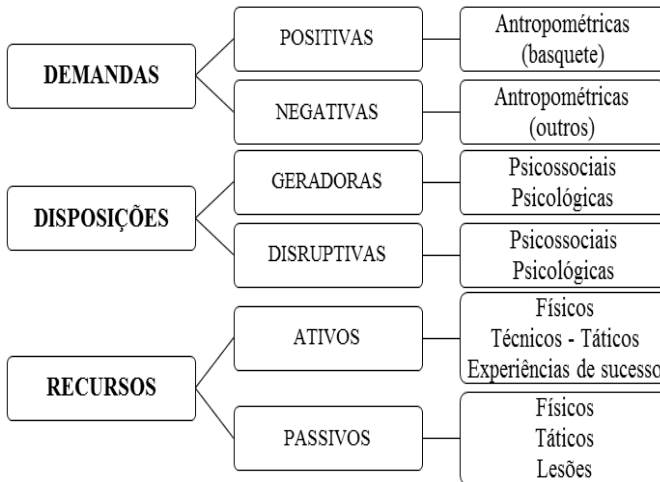 DEMANDAS
POSITIVAS
Antropométricas
(basquete)
NEGATIVAS
Antropométricas
(outros)
DISPOSIÇÕES
GERADORAS
Psicossociais
Psicológicas
DISRUPTIVAS
Psicossociais
Psicológicas
RECURSOS
ATIVOS
Físicos
Técnicos - Táticos
Experiências de sucesso
PASSIVOS
Físicos
Táticos
Lesões